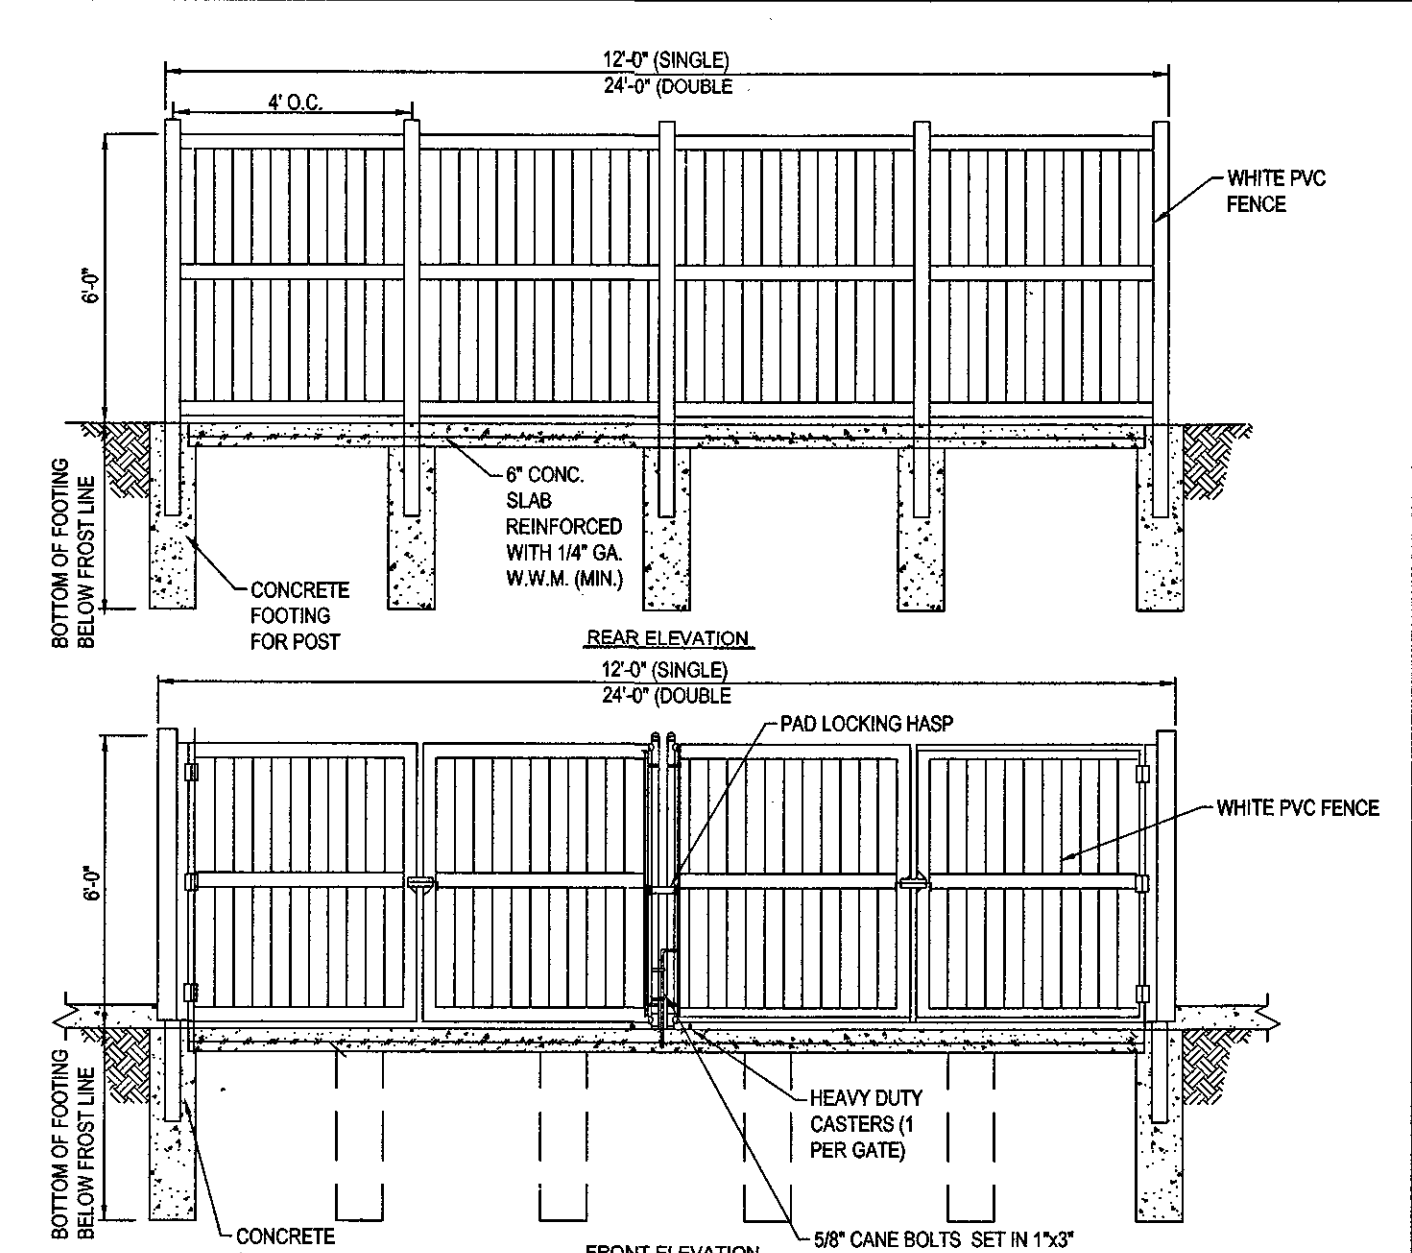 12'-0" (SINGLE)
24'-0" (DOUBLE
4' O.C.
WHITE PVC
FENCE
6'-0"
BOTTOM OF FOOTING
BELOW FROST LINE
6" CONC.
SLAB
REINFORCED
WITH 1/4" GA.
W.W.M. (MIN.)
CONCRETE
FOOTING
FOR POST
REAR ELEVATION
12'-0" (SINGLE)
24'-0" (DOUBLE
PAD LOCKING HASP
WHITE PVC FENCE
6'-0"
BOTTOM OF FOOTING
BELOW FROST LINE
HEAVY DUTY
CASTERS (1
PER GATE)
CONCRETE
5/8" CANE BOLTS SET IN 1"x3"
FRONT ELEVATION